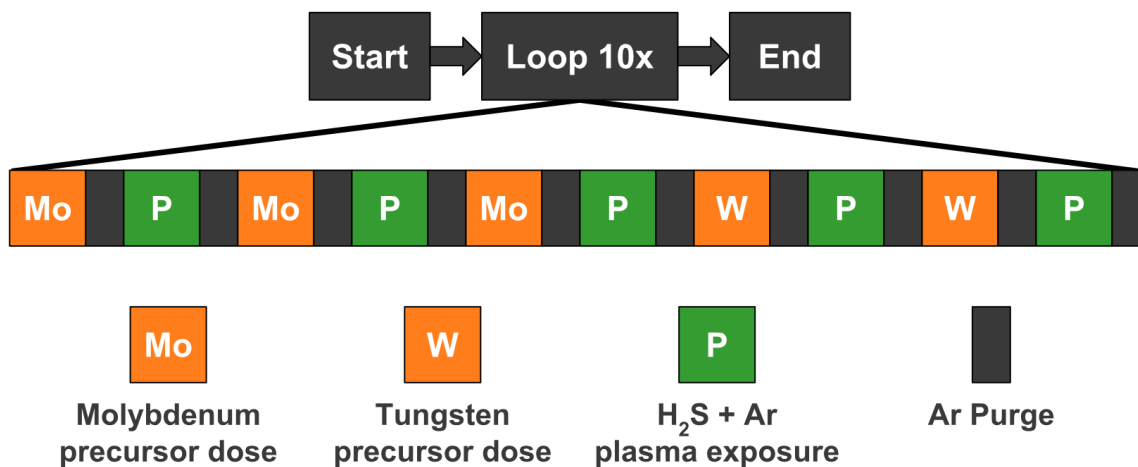 Start Loop 10x End
Mo P Mo P Mo P W P W P
Mo W P
Molybdenum Tungsten H₂S + Ar Ar Purge
precursor dose precursor dose plasma exposure